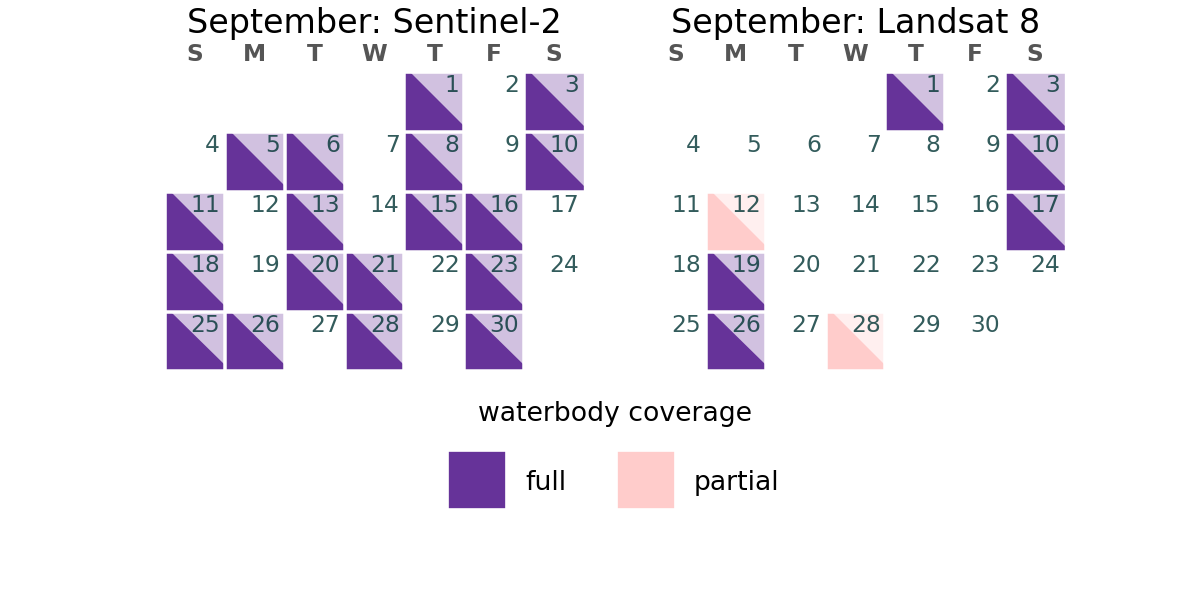 September: Sentinel-2
S M T W T F S
1 2 3
4 5 6 7 8 9 10
11 12 13 14 15 16 17
18 19 20 21 22 23 24
25 26 27 28 29 30
September: Landsat 8
S M T W T F S
1 2 3
4 5 6 7 8 9 10
11 12 13 14 15 16 17
18 19 20 21 22 23 24
25 26 27 28 29 30
waterbody coverage
full partial